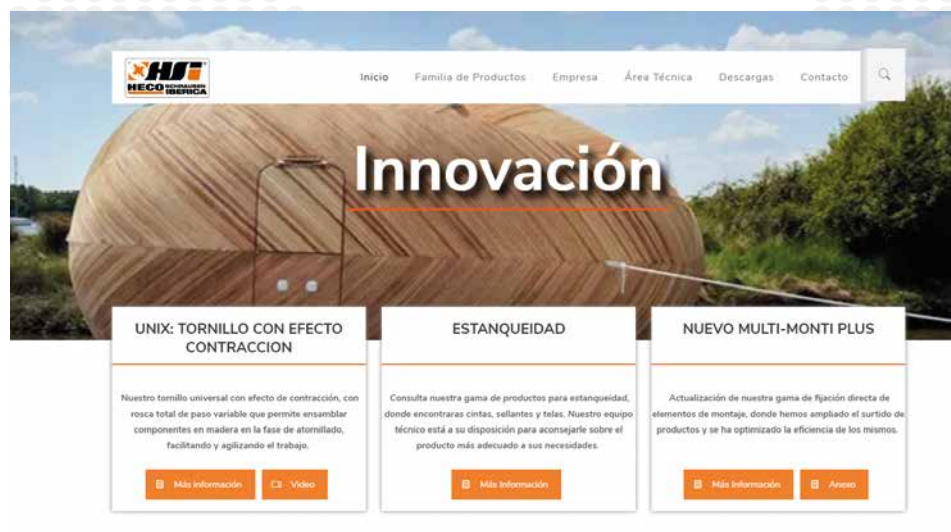 HSi
HECO SCHRAUBEN
IBERICA
Inicio Familia de Productos Empresa Área Técnica Descargas Contacto
Innovación
UNIX: TORNILLO CON EFECTO
CONTRACCION
Nuestro tornillo universal con efecto de contracción, con
rosca total de paso variable que permite ensamblar
componentes en madera en la fase de atornillado,
facilitando y agilizando el trabajo.
Más información Video
ESTANQUEIDAD
Consulta nuestra gama de productos para estanqueidad,
donde encontraras cintas, sellantes y telas. Nuestro equipo
técnico está a su disposición para aconsejarle sobre el
producto más adecuado a sus necesidades.
Más Información
NUEVO MULTI-MONTI PLUS
Actualización de nuestra gama de fijación directa de
elementos de montaje, donde hemos ampliado el surtido de
productos y se ha optimizado la eficiencia de los mismos.
Más Información Anexo